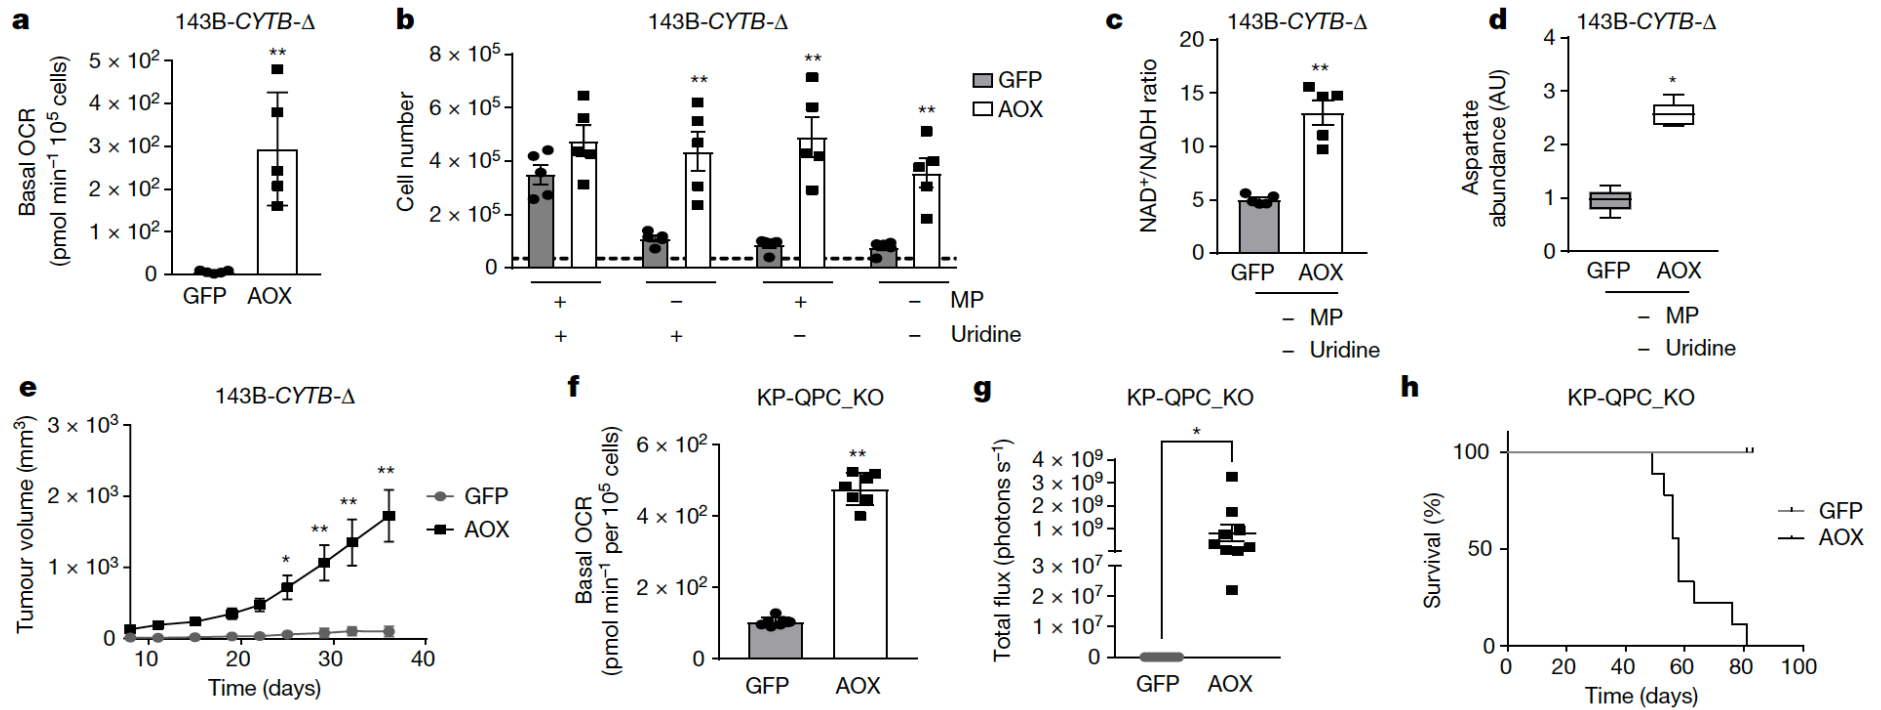 a
143B-CYTB-Δ
Basal OCR
(pmol min⁻¹ 10⁵ cells)
5 × 10²
4 × 10²
3 × 10²
2 × 10²
1 × 10²
0
**
GFP AOX
b
143B-CYTB-Δ
Cell number
8 × 10⁵
6 × 10⁵
4 × 10⁵
2 × 10⁵
0
**
**
**
GFP
AOX
+ − + − MP
+ + − − Uridine
c
143B-CYTB-Δ
NAD⁺/NADH ratio
20
15
10
5
0
**
GFP AOX
− MP
− Uridine
d
143B-CYTB-Δ
Aspartate
abundance (AU)
4
3
2
1
0
*
GFP AOX
− MP
− Uridine
e
143B-CYTB-Δ
Tumour volume (mm³)
3 × 10³
2 × 10³
1 × 10³
0
* ** ** **
GFP
AOX
10 20 30 40
Time (days)
f
KP-QPC_KO
Basal OCR
(pmol min⁻¹ per 10⁵ cells)
6 × 10²
4 × 10²
2 × 10²
0
**
GFP AOX
g
KP-QPC_KO
Total flux (photons s⁻¹)
4 × 10⁹
3 × 10⁹
2 × 10⁹
1 × 10⁹
3 × 10⁷
2 × 10⁷
1 × 10⁷
0
*
GFP AOX
h
KP-QPC_KO
Survival (%)
100
50
0
GFP
AOX
0 20 40 60 80 100
Time (days)